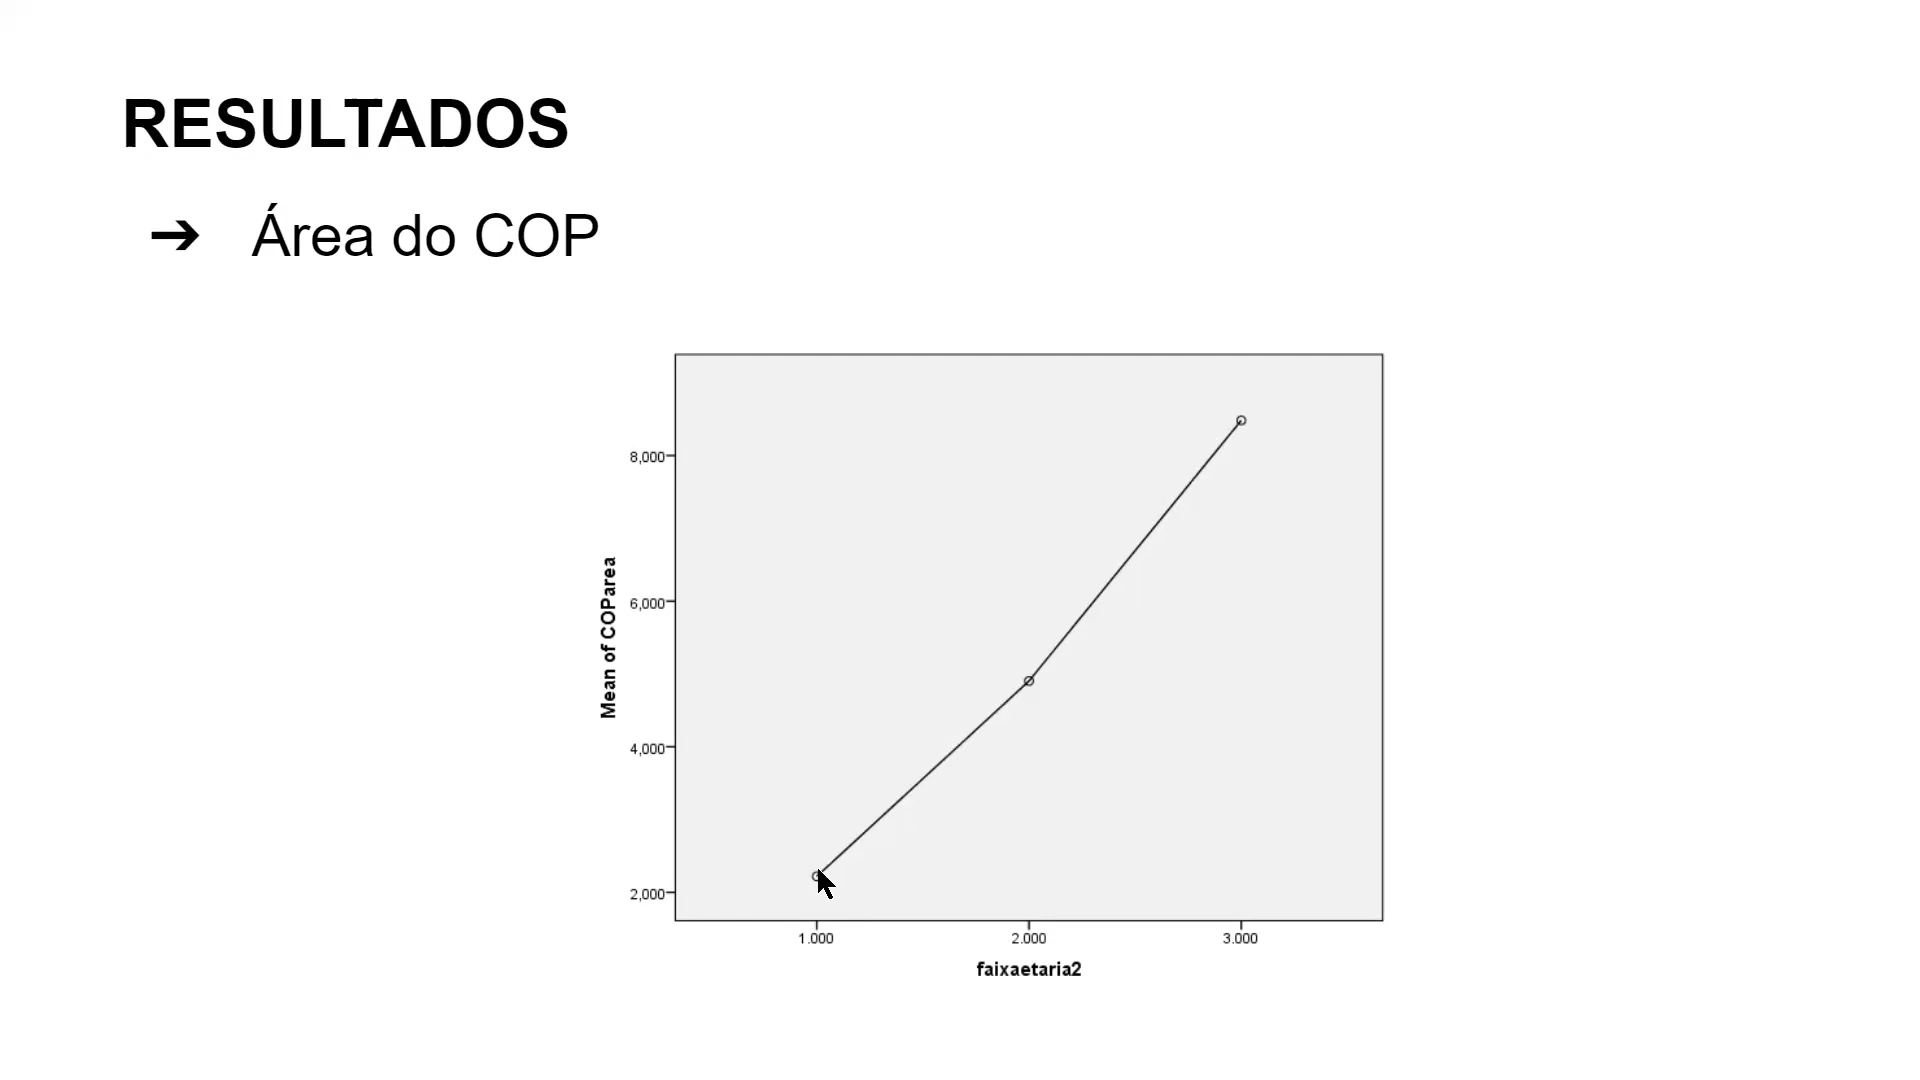 RESULTADOS
➔ Área do COP
8,000
6,000
4,000
2,000
Mean of COParea
1.000 2.000 3.000
faixaetaria2